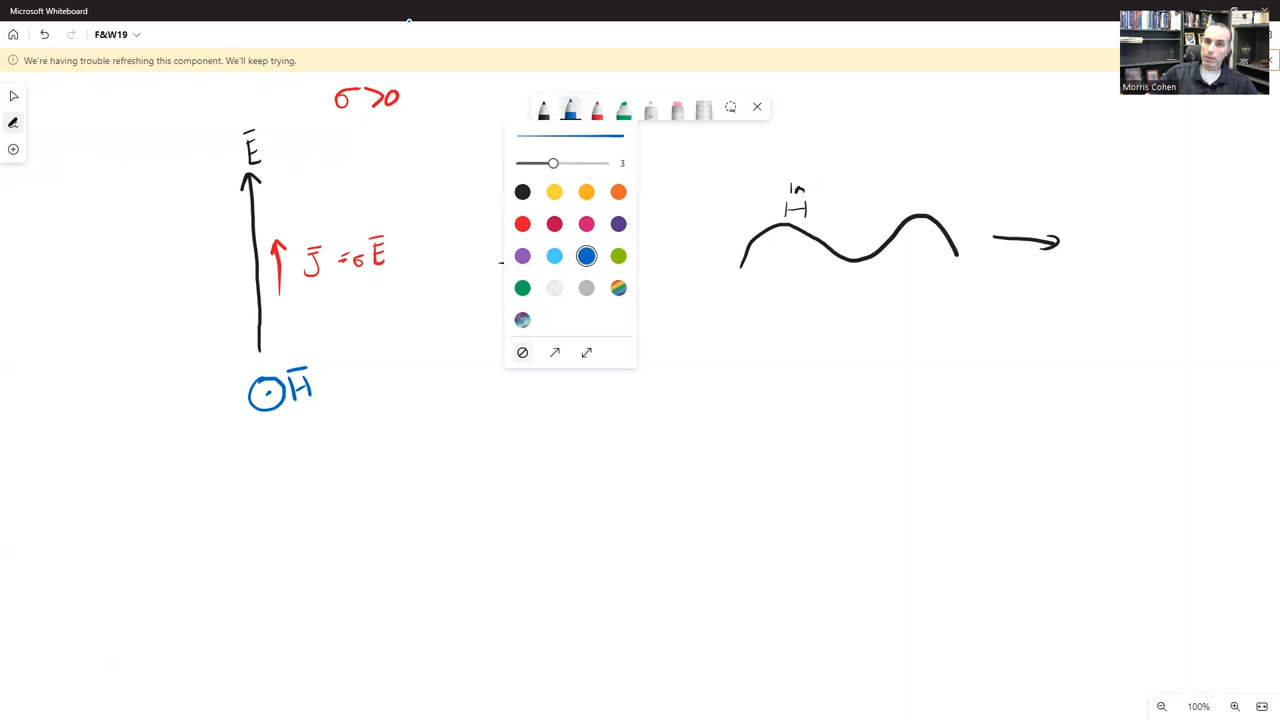 Microsoft Whiteboard
F&W19
We're having trouble refreshing this component. We'll keep trying.
Morris Cohen
σ >0
E̅
3
1m
J̅ = σ E̅
H̅
100%